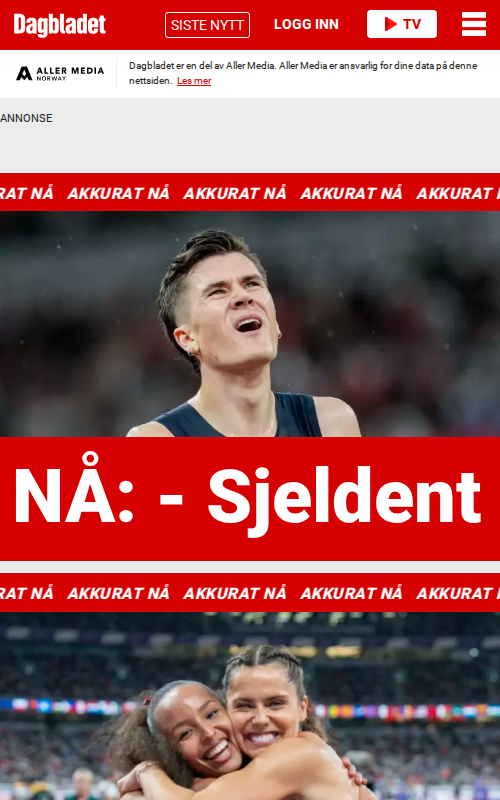 Dagbladet
SISTE NYTT
LOGG INN
TV
ALLER MEDIA
NORWAY
Dagbladet er en del av Aller Media. Aller Media er ansvarlig for dine data på denne
nettsiden. Les mer
ANNONSE
RAT NÅ AKKURAT NÅ AKKURAT NÅ AKKURAT NÅ AKKURAT
NÅ: - Sjeldent
RAT NÅ AKKURAT NÅ AKKURAT NÅ AKKURAT NÅ AKKURAT